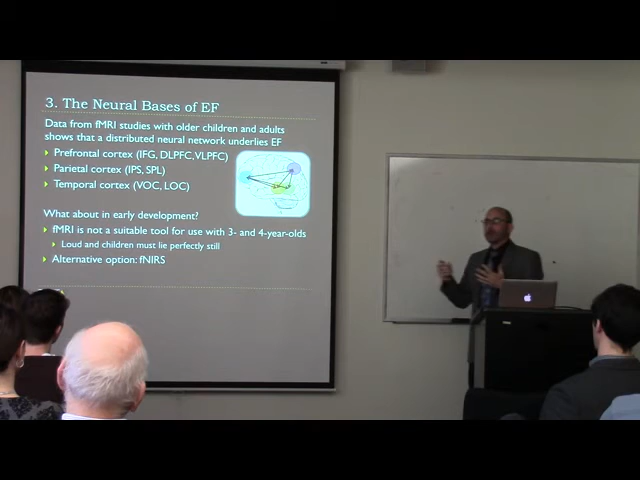 3. The Neural Bases of EF
Data from fMRI studies with older children and adults
shows that a distributed neural network underlies EF
Prefrontal cortex (IFG, DLPFC, VLPFC)
Parietal cortex (IPS, SPL)
Temporal cortex (VOC, LOC)
What about in early development?
fMRI is not a suitable tool for use with 3- and 4-year-olds
Loud and children must lie perfectly still
Alternative option: fNIRS